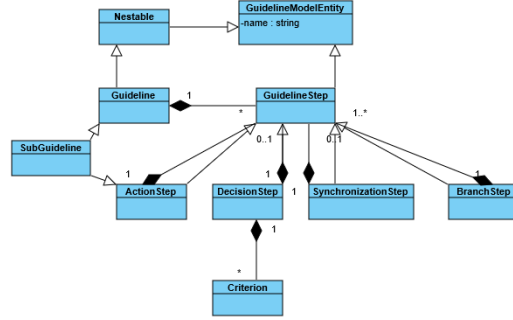 Nestable
GuidelineModelEntity
-name : string
Guideline
1
*
GuidelineStep
1..*
0..1
0..1
SubGuideline
1
1
1
1
ActionStep
DecisionStep
SynchronizationStep
BranchStep
1
*
Criterion